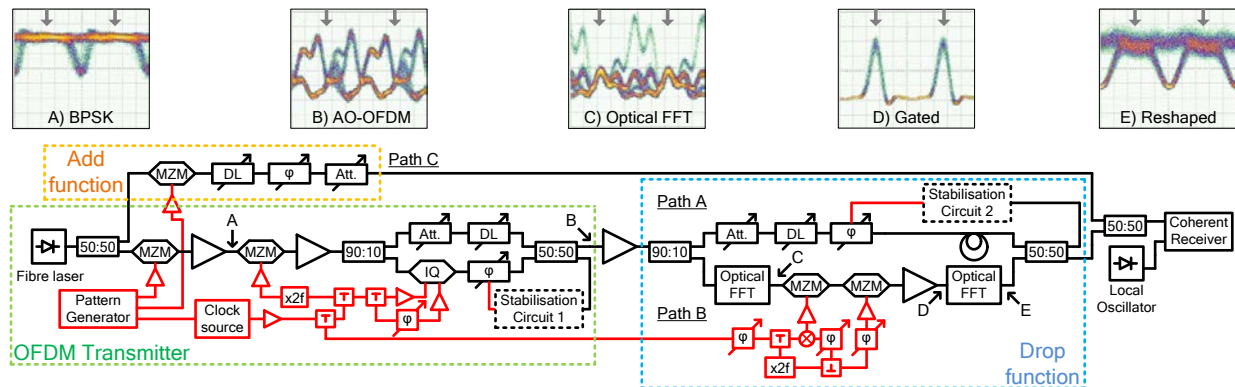 A) BPSK
B) AO-OFDM
C) Optical FFT
D) Gated
E) Reshaped
Add
function
MZM
DL
φ
Att.
Path C
Fibre laser
50:50
MZM
A
MZM
90:10
Att.
DL
IQ
φ
50:50
B
Stabilisation
Circuit 1
x2f
T
T
φ
T
Pattern
Generator
Clock
source
OFDM Transmitter
90:10
Path A
Att.
DL
φ
Stabilisation
Circuit 2
50:50
Optical
FFT
C
MZM
MZM
D
Optical
FFT
E
Path B
φ
T
φ
φ
x2f
T
Drop
function
50:50
Coherent
Receiver
Local
Oscillator